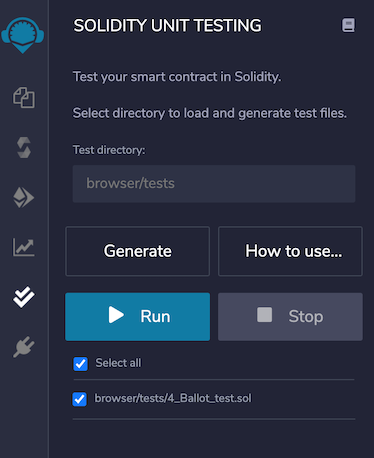 SOLIDITY UNIT TESTING
Test your smart contract in Solidity.
Select directory to load and generate test files.
Test directory:
browser/tests
Generate
How to use...
Run
Stop
Select all
browser/tests/4_Ballot_test.sol